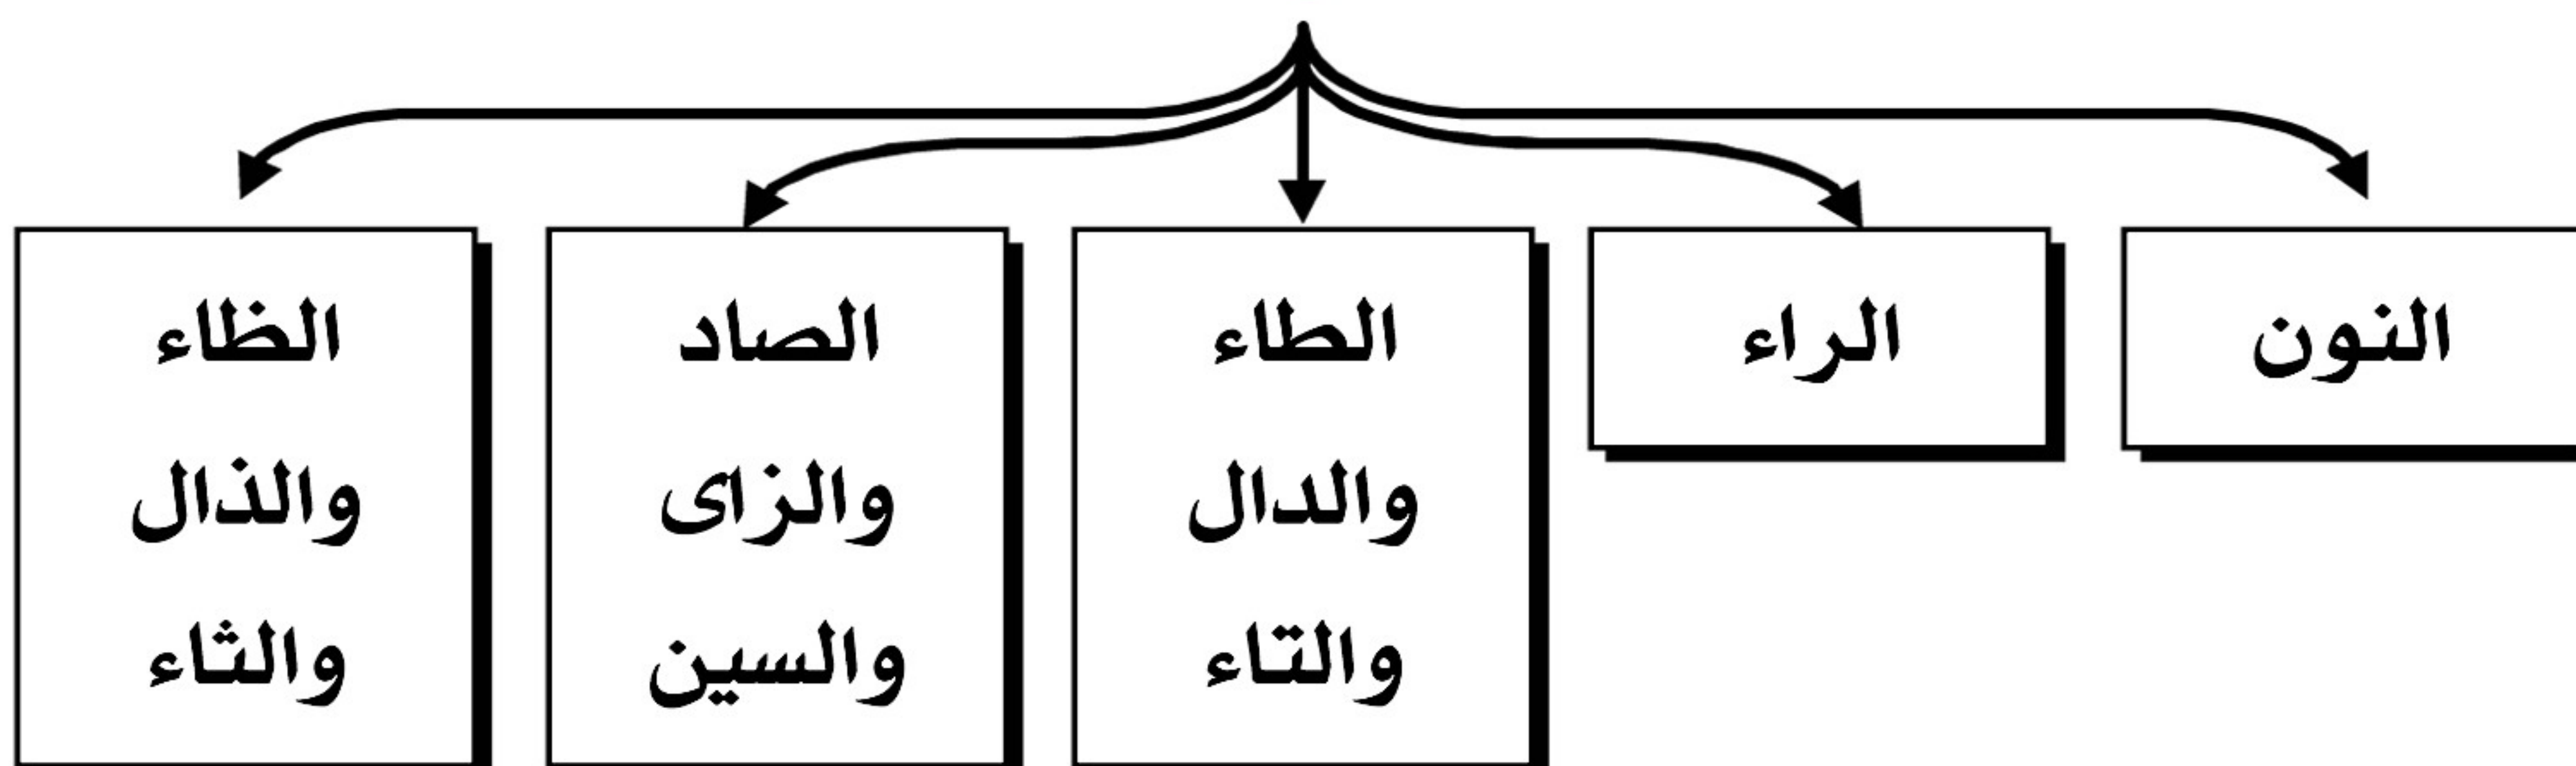 النون
الراء
الطاء
والدال
والتاء
الصاد
والزاى
والسين
الظاء
والذال
والثاء